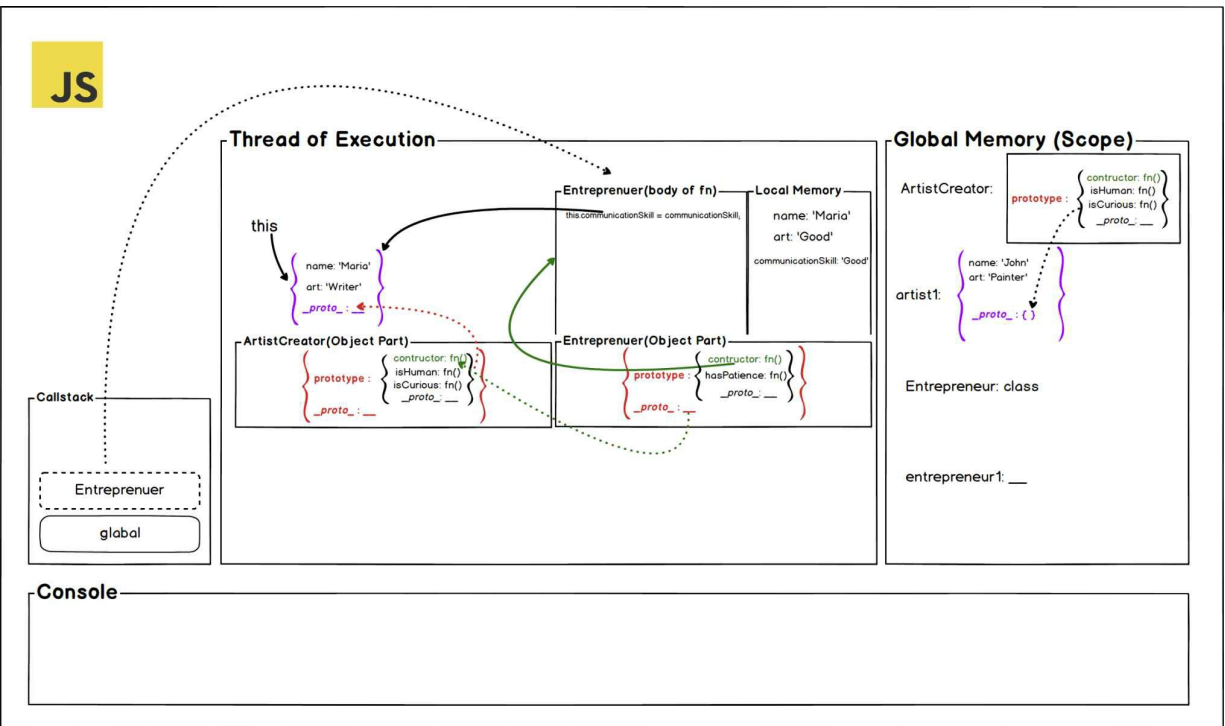 JS
Thread of Execution
Global Memory (Scope)
Entreprenuer(body of fn)
Local Memory
this.communicationSkill = communicationSkill,
name: 'Maria'
art: 'Good'
communicationSkill: 'Good'
this
name: 'Maria'
art: 'Writer'
_proto_ : __
ArtistCreator(Object Part)
prototype :
contructor: fn()
isHuman: fn()
isCurious: fn()
_proto_: __
_proto_ : __
Entreprenuer(Object Part)
prototype :
contructor: fn()
hasPatience: fn()
_proto_: __
_proto_ : __
ArtistCreator:
prototype :
contructor: fn()
isHuman: fn()
isCurious: fn()
_proto_: __
artist1:
name: 'John'
art: 'Painter'
_proto_ : { }
Entrepreneur: class
entrepreneur1: __
Callstack
Entreprenuer
glabal
Console